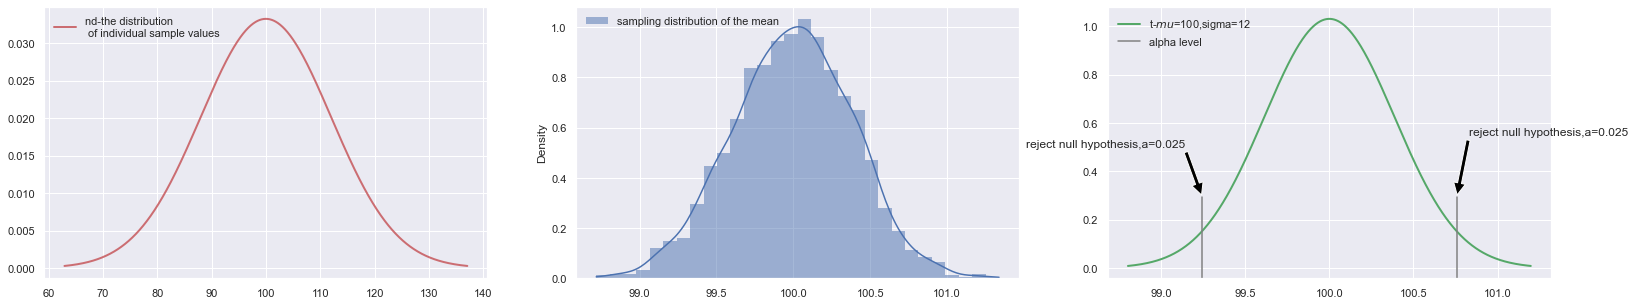 nd-the distribution
of individual sample values
0.030
0.025
0.020
0.015
0.010
0.005
0.000
60 70 80 90 100 110 120 130 140
sampling distribution of the mean
Density
1.0
0.8
0.6
0.4
0.2
0.0
99.0 99.5 100.0 100.5 101.0
t-mu=100,sigma=12
alpha level
reject null hypothesis,a=0.025
reject null hypothesis,a=0.025
1.0
0.8
0.6
0.4
0.2
0.0
99.0 99.5 100.0 100.5 101.0